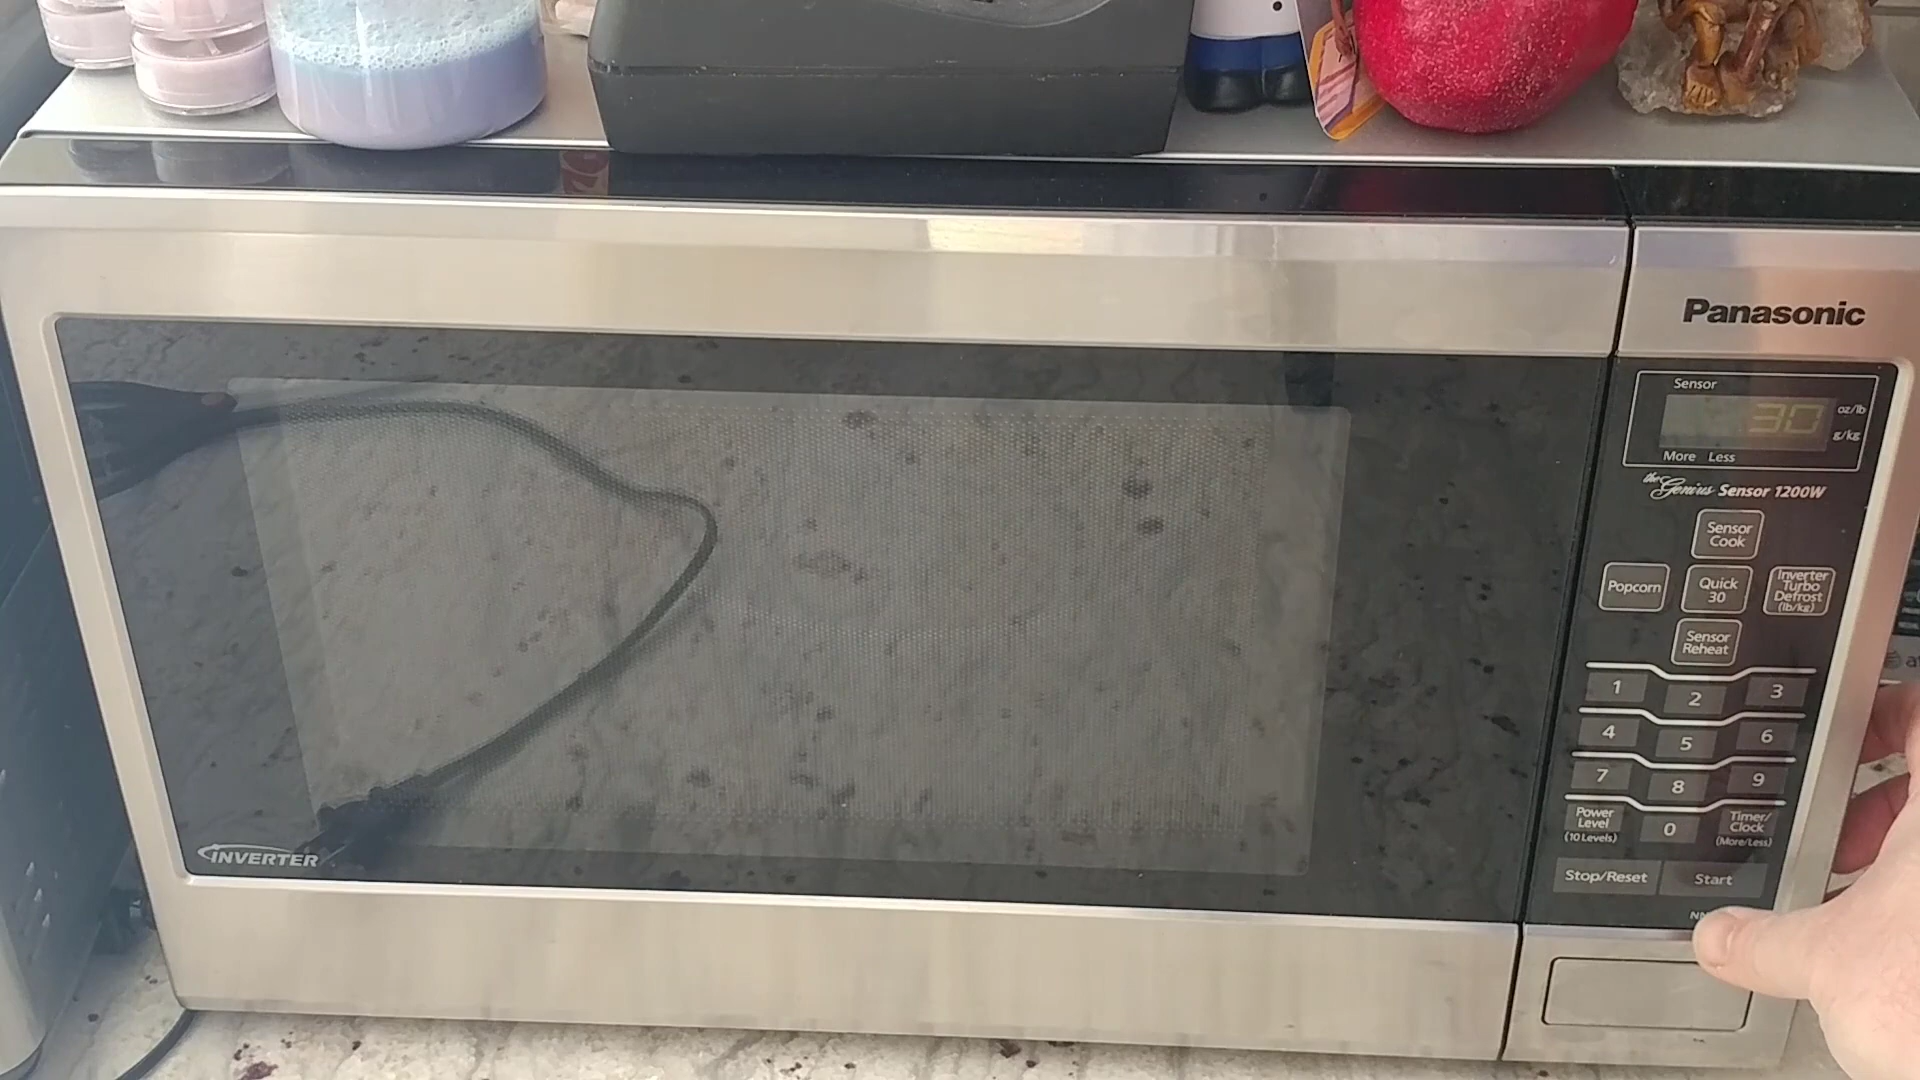 Panasonic
Sensor
30
oz/lb
g/kg
More Less
the Genius Sensor 1200W
Sensor
Cook
Popcorn
Quick
30
Inverter
Turbo
Defrost
(lb/kg)
Sensor
Reheat
1 2 3
4 5 6
7 8 9
Power
Level
(10 Levels)
0
Timer/
Clock
(More/Less)
Stop/Reset Start
INVERTER